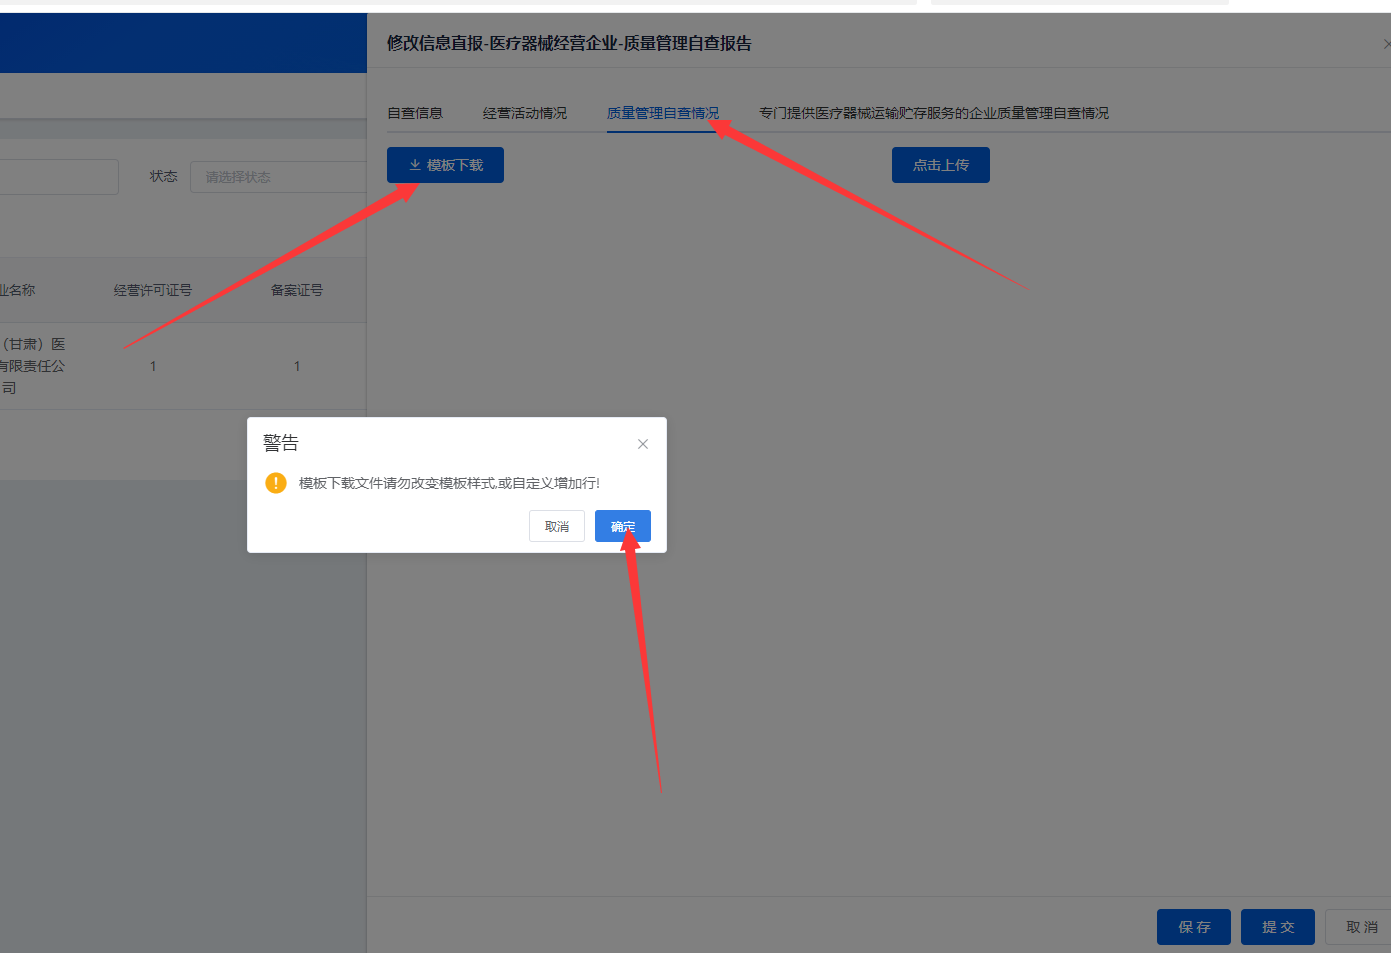 修改信息直报-医疗器械经营企业-质量管理自查报告
自查信息 经营活动情况 质量管理自查情况 专门提供医疗器械运输贮存服务的企业质量管理自查情况
模板下载 点击上传
状态 请选择状态
业名称 经营许可证号 备案证号
（甘肃）医
有限责任公
司
1 1
警告
模板下载文件请勿改变模板样式,或自定义增加行!
取消 确定
保存 提交 取消